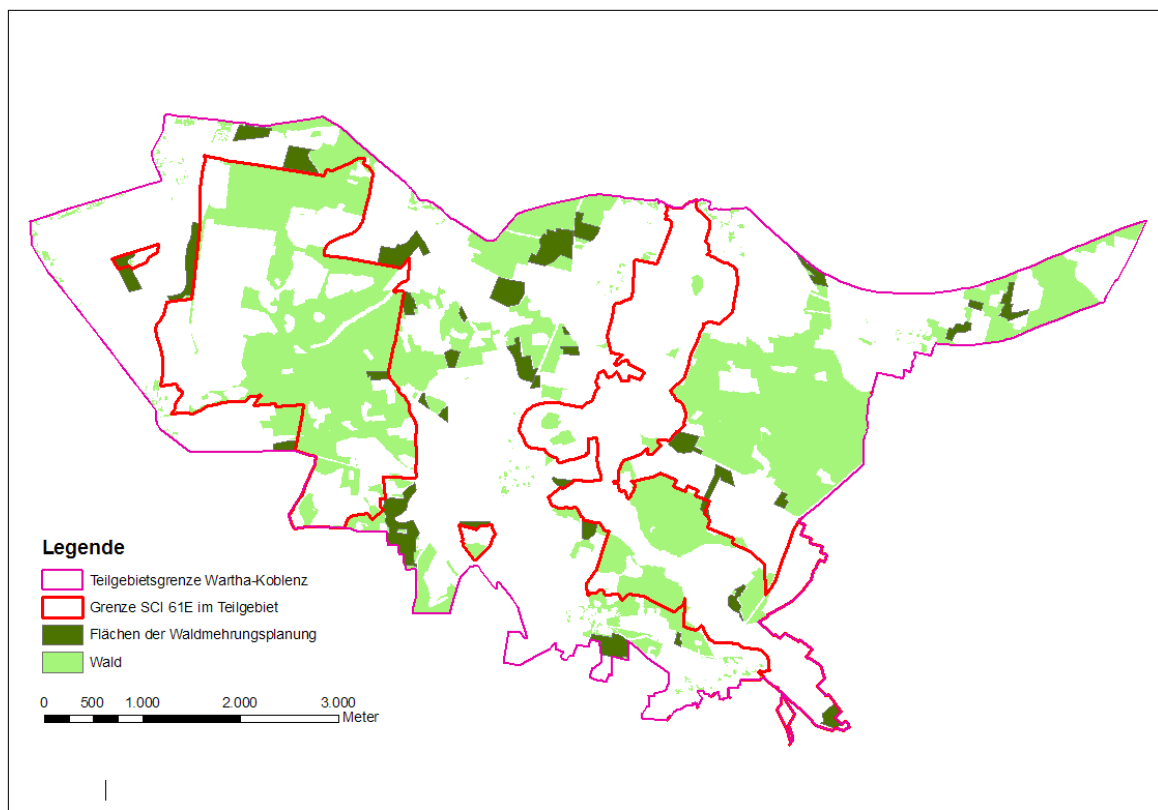 Legende
Teilgebietsgrenze Wartha-Koblenz
Grenze SCI 61E im Teilgebiet
Flächen der Waldmehrungsplanung
Wald
0 500 1.000 2.000 3.000
Meter